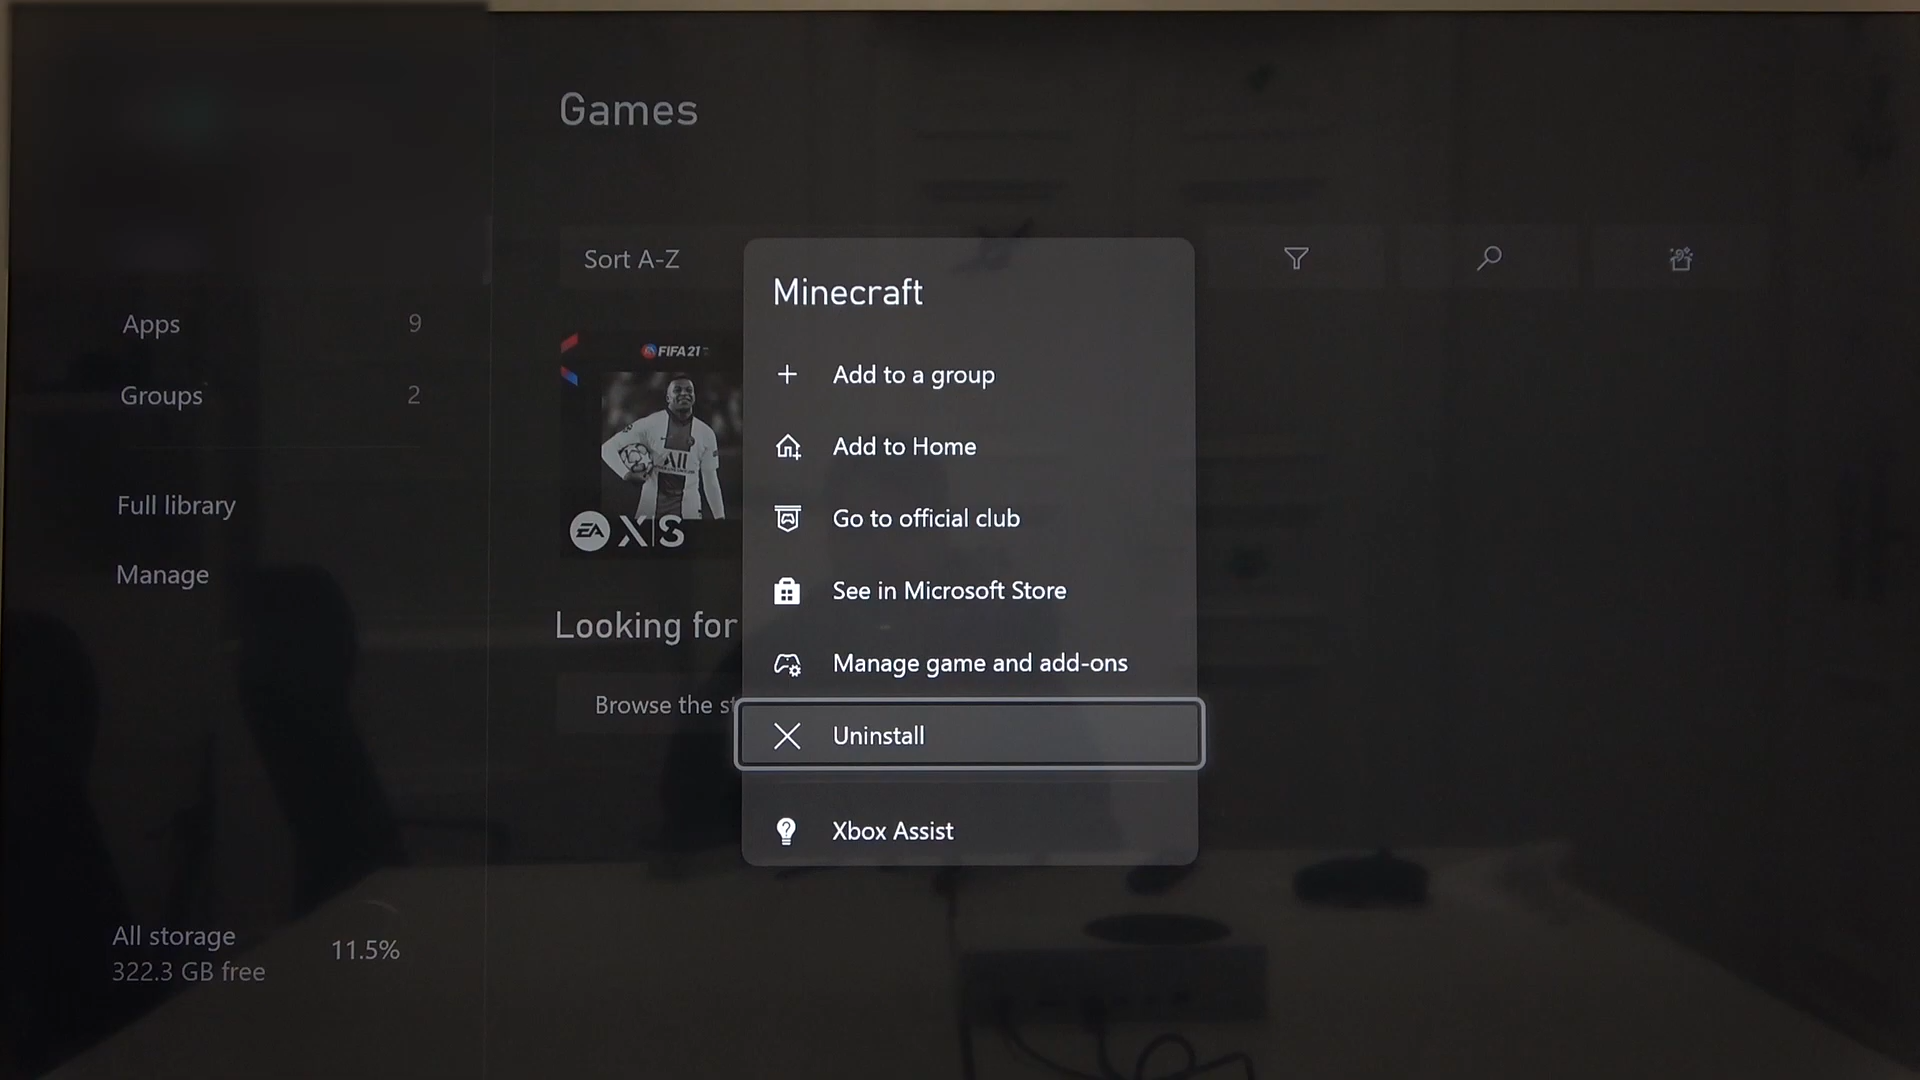 Games
Sort A-Z
Apps 9
Groups 2
Full library
Manage
All storage
322.3 GB free
11.5%
FIFA 21
EA
X|S
Looking for
Browse the
Minecraft
Add to a group
Add to Home
Go to official club
See in Microsoft Store
Manage game and add-ons
Uninstall
Xbox Assist